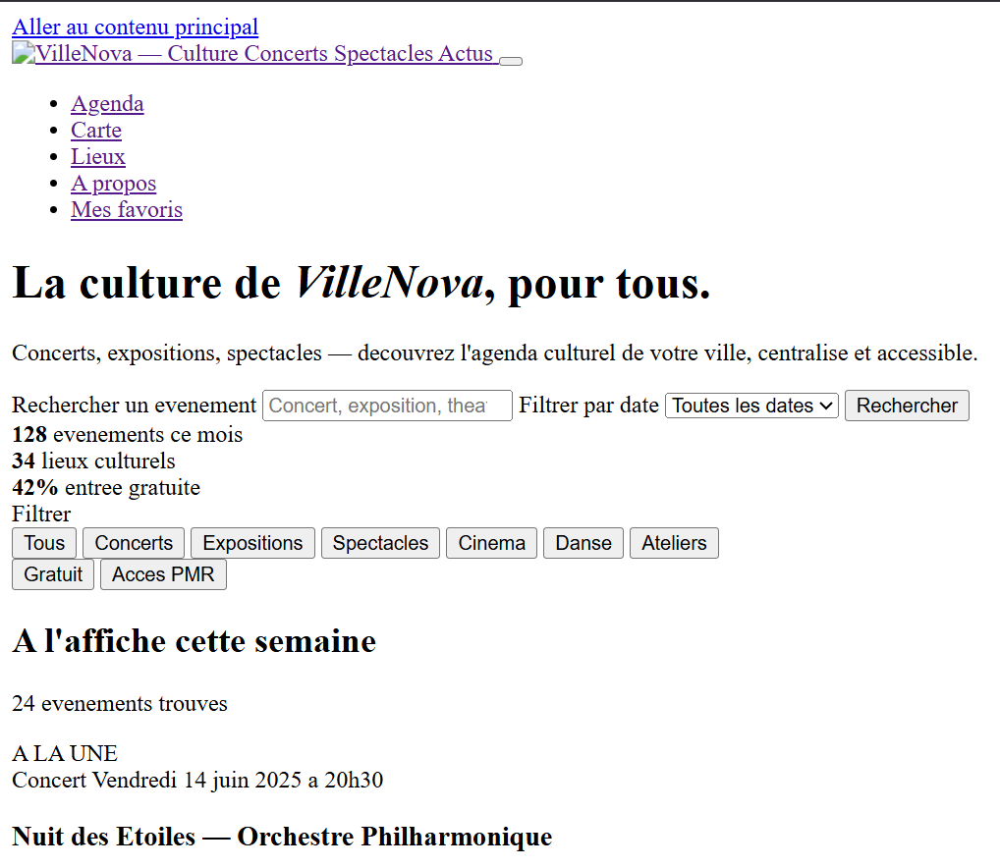 Aller au contenu principal
VilleNova — Culture Concerts Spectacles Actus
Agenda
Carte
Lieux
A propos
Mes favoris
La culture de VilleNova, pour tous.
Concerts, expositions, spectacles — decouvrez l'agenda culturel de votre ville, centralise et accessible.
Rechercher un evenement Concert, exposition, thea Filtrer par date Toutes les dates Rechercher
128 evenements ce mois
34 lieux culturels
42% entree gratuite
Filtrer
Tous Concerts Expositions Spectacles Cinema Danse Ateliers
Gratuit Acces PMR
A l'affiche cette semaine
24 evenements trouves
A LA UNE
Concert Vendredi 14 juin 2025 a 20h30
Nuit des Etoiles — Orchestre Philharmonique